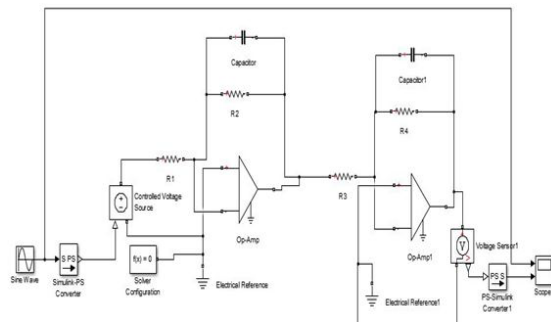 Capacitor
R2
R1
+
-
Controlled Voltage
Source
Op-Amp
Sine Wave
S PS
Simulink-PS
Converter
f(x) = 0
Solver
Configuration
Electrical Reference
Capacitor1
R4
R3
Op-Amp1
V
Voltage Sensor1
Electrical Reference1
PS S
PS-Simulink
Converter1
Scope